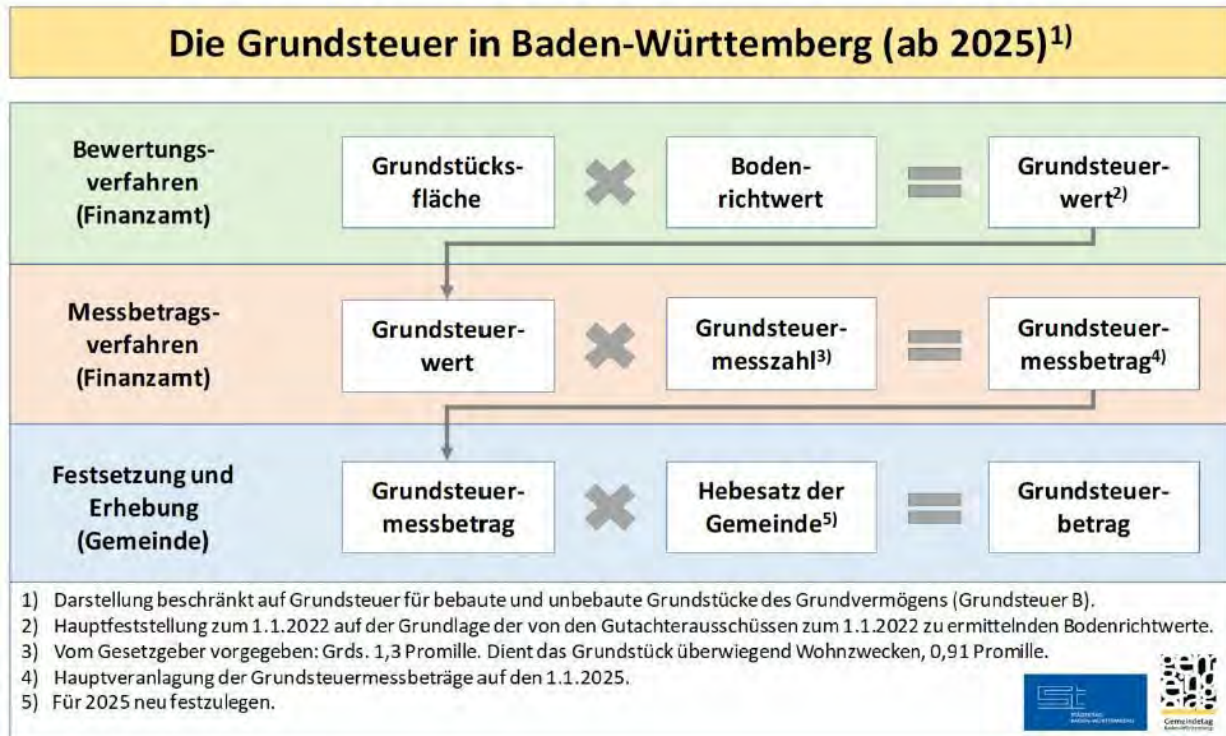 Die Grundsteuer in Baden-Württemberg (ab 2025)1)
Bewertungs-
verfahren
(Finanzamt)
Grundstücks-
fläche
Boden-
richtwert
Grundsteuer-
wert2)
Messbetrags-
verfahren
(Finanzamt)
Grundsteuer-
wert
Grundsteuer-
messzahl3)
Grundsteuer-
messbetrag4)
Festsetzung und
Erhebung
(Gemeinde)
Grundsteuer-
messbetrag
Hebesatz der
Gemeinde5)
Grundsteuer-
betrag
1) Darstellung beschränkt auf Grundsteuer für bebaute und unbebaute Grundstücke des Grundvermögens (Grundsteuer B).
2) Hauptfeststellung zum 1.1.2022 auf der Grundlage der von den Gutachterausschüssen zum 1.1.2022 zu ermittelnden Bodenrichtwerte.
3) Vom Gesetzgeber vorgegeben: Grds. 1,3 Promille. Dient das Grundstück überwiegend Wohnzwecken, 0,91 Promille.
4) Hauptveranlagung der Grundsteuermessbeträge auf den 1.1.2025.
5) Für 2025 neu festzulegen.
STÄDTETAG
BADEN-WÜRTTEMBERG
Gemeindetag
Baden-Württemberg